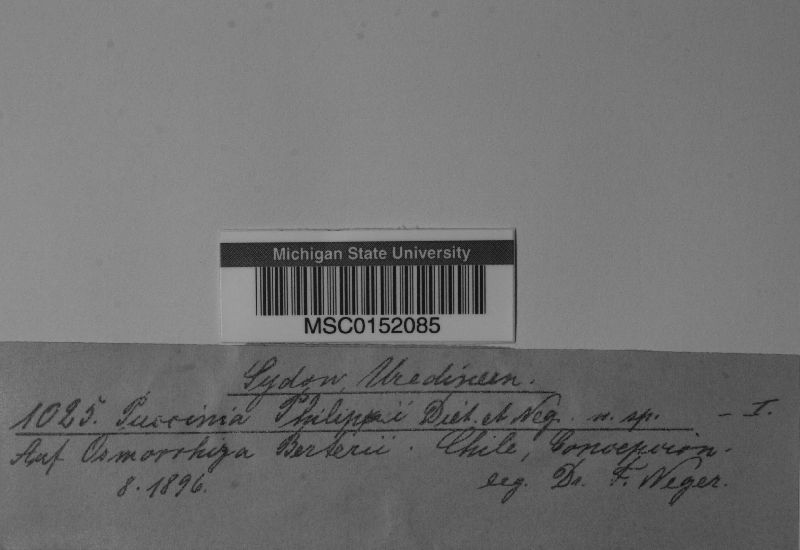 Michigan State University
MSC0152085
Sydow, Uredineen.
1025. Puccinia Philippii Diet. et Neg. n. sp. — I.
Auf Osmorrhiza Berterii. Chile, Concepcion.
8. 1896. leg. Dr. F. Neger.